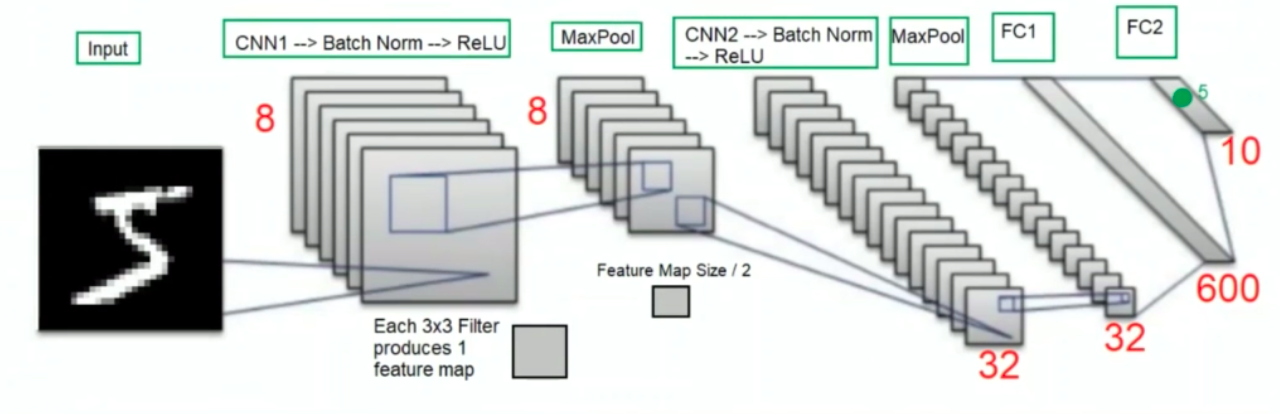 Input
CNN1 --> Batch Norm --> ReLU
MaxPool
CNN2 --> Batch Norm
--> ReLU
MaxPool
FC1
FC2
8
8
5
10
600
Feature Map Size / 2
Each 3x3 Filter
produces 1
feature map
32
32